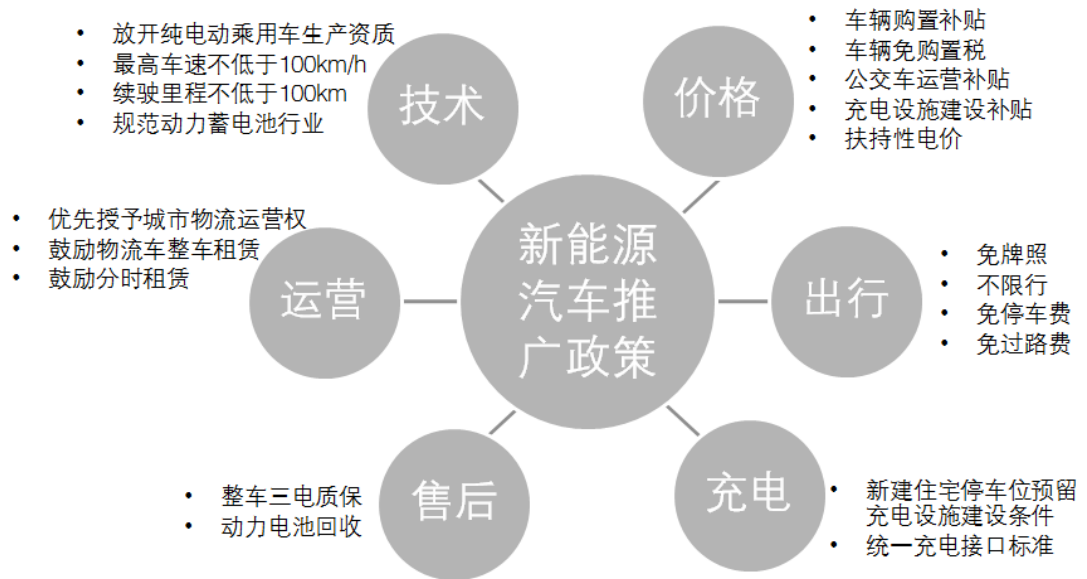 • 放开纯电动乘用车生产资质
• 最高车速不低于100km/h
• 续驶里程不低于100km
• 规范动力蓄电池行业
技术
价格
• 车辆购置补贴
• 车辆免购置税
• 公交车运营补贴
• 充电设施建设补贴
• 扶持性电价
• 优先授予城市物流运营权
• 鼓励物流车整车租赁
• 鼓励分时租赁
运营
新能源
汽车推
广政策
出行
• 免牌照
• 不限行
• 免停车费
• 免过路费
• 整车三电质保
• 动力电池回收
售后
充电
• 新建住宅停车位预留
充电设施建设条件
• 统一充电接口标准